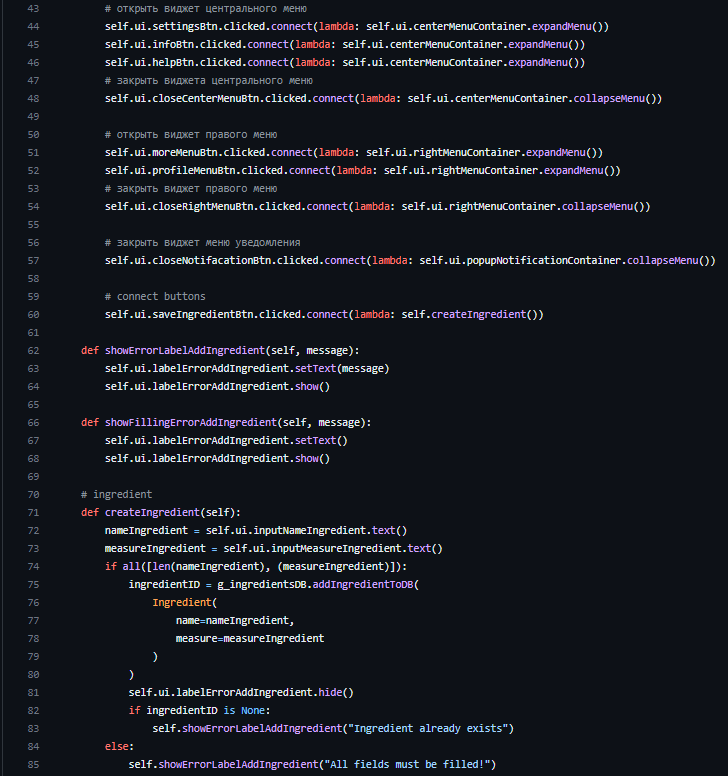 43 # открыть виджет центрального меню
44 self.ui.settingsBtn.clicked.connect(lambda: self.ui.centerMenuContainer.expandMenu())
45 self.ui.infoBtn.clicked.connect(lambda: self.ui.centerMenuContainer.expandMenu())
46 self.ui.helpBtn.clicked.connect(lambda: self.ui.centerMenuContainer.expandMenu())
47 # закрыть виджета центрального меню
48 self.ui.closeCenterMenuBtn.clicked.connect(lambda: self.ui.centerMenuContainer.collapseMenu())
49
50 # открыть виджет правого меню
51 self.ui.moreMenuBtn.clicked.connect(lambda: self.ui.rightMenuContainer.expandMenu())
52 self.ui.profileMenuBtn.clicked.connect(lambda: self.ui.rightMenuContainer.expandMenu())
53 # закрыть виджет правого меню
54 self.ui.closeRightMenuBtn.clicked.connect(lambda: self.ui.rightMenuContainer.collapseMenu())
55
56 # закрыть виджет меню уведомления
57 self.ui.closeNotifacationBtn.clicked.connect(lambda: self.ui.popupNotificationContainer.collapseMenu())
58
59 # connect buttons
60 self.ui.saveIngredientBtn.clicked.connect(lambda: self.createIngredient())
61
62 def showErrorLabelAddIngredient(self, message):
63 self.ui.labelErrorAddIngredient.setText(message)
64 self.ui.labelErrorAddIngredient.show()
65
66 def showFillingErrorAddIngredient(self, message):
67 self.ui.labelErrorAddIngredient.setText()
68 self.ui.labelErrorAddIngredient.show()
69
70 # ingredient
71 def createIngredient(self):
72 nameIngredient = self.ui.inputNameIngredient.text()
73 measureIngredient = self.ui.inputMeasureIngredient.text()
74 if all([len(nameIngredient), (measureIngredient)]):
75 ingredientID = g_ingredientsDB.addIngredientToDB(
76 Ingredient(
77 name=nameIngredient,
78 measure=measureIngredient
79 )
80 )
81 self.ui.labelErrorAddIngredient.hide()
82 if ingredientID is None:
83 self.showErrorLabelAddIngredient("Ingredient already exists")
84 else:
85 self.showErrorLabelAddIngredient("All fields must be filled!")